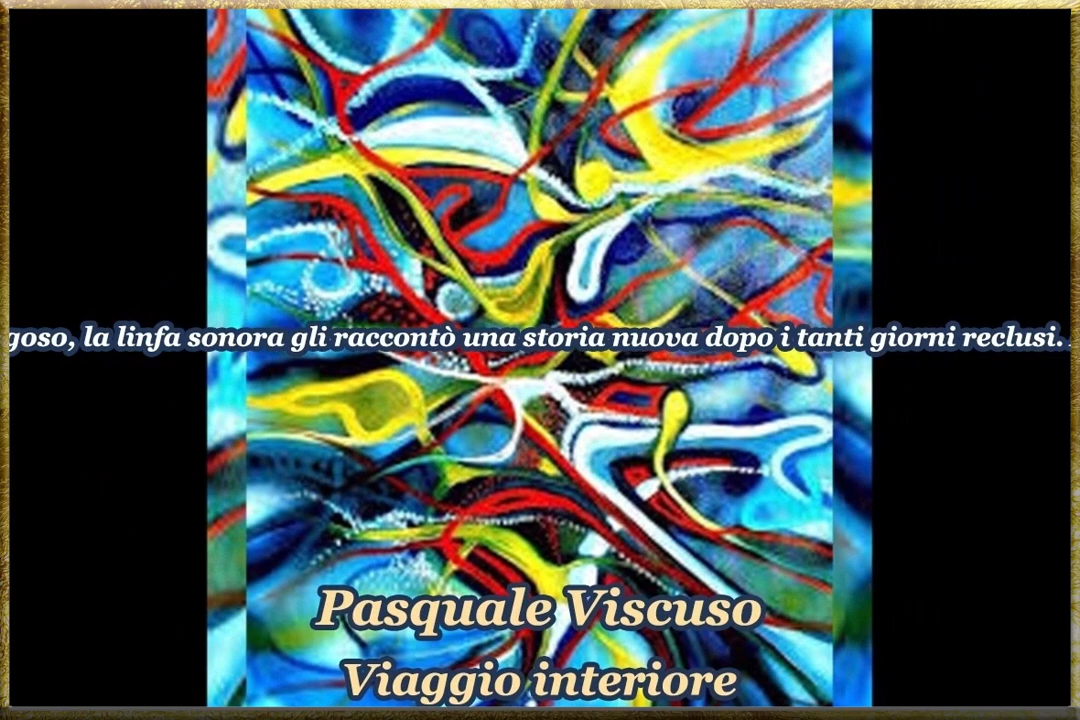 goso, la linfa sonora gli raccontò una storia nuova dopo i tanti giorni reclusi.
Pasquale Viscuso
Viaggio interiore